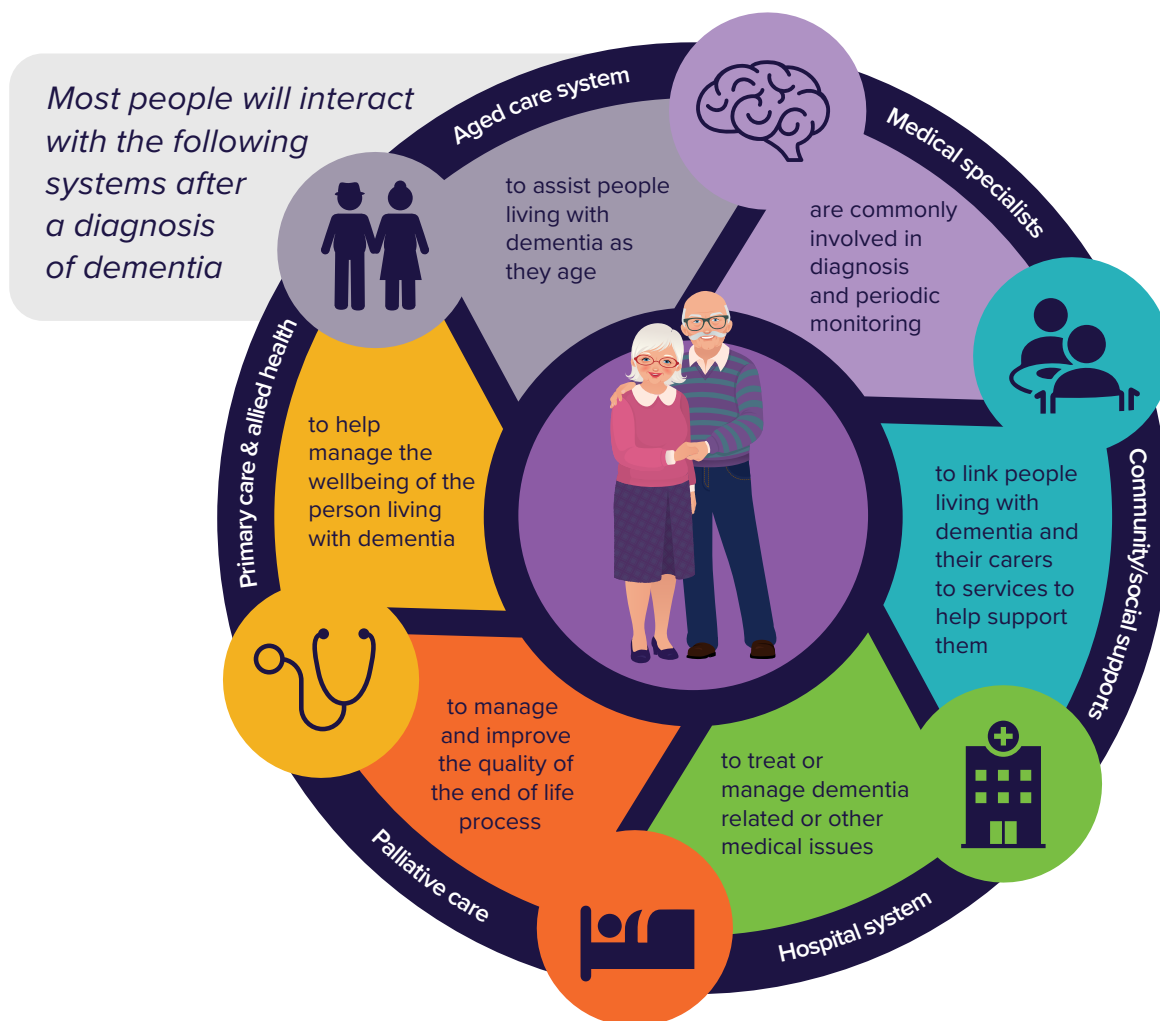 Most people will interact
with the following
systems after
a diagnosis
of dementia
Aged care system
to assist people
living with
dementia as
they age
Medical specialists
are commonly
involved in
diagnosis
and periodic
monitoring
Community/social supports
to link people
living with
dementia and
their carers
to services to
help support
them
Hospital system
to treat or
manage dementia
related or other
medical issues
Palliative care
to manage
and improve
the quality of
the end of life
process
Primary care & allied health
to help
manage the
wellbeing of the
person living
with dementia